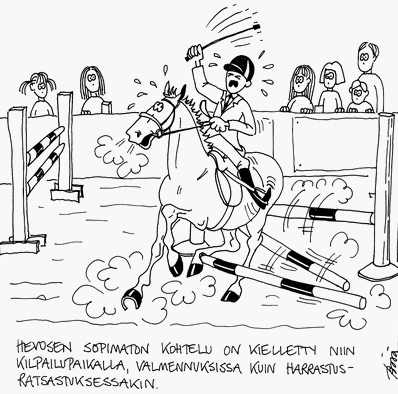 HEVOSEN SOPIMATON KOHTELU ON KIELLETTY NIIN
KILPAILUPAIKALLA, VALMENNUKSISSA KUIN HARRASTUS-
RATSASTUKSESSAKIN.